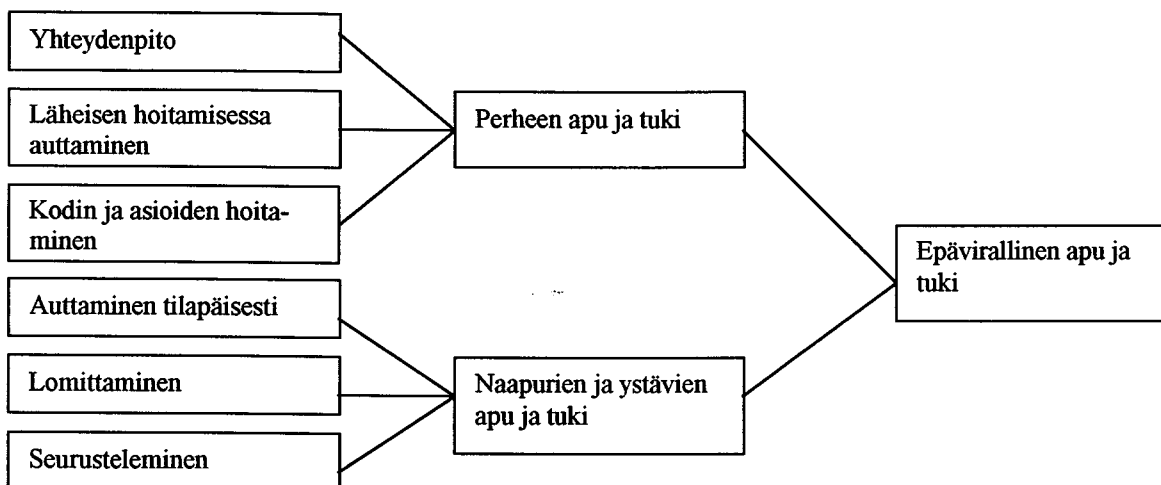 Yhteydenpito
Läheisen hoitamisessa
auttaminen
Kodin ja asioiden hoita-
minen
Auttaminen tilapäisesti
Lomittaminen
Seurusteleminen
Perheen apu ja tuki
Naapurien ja ystävien
apu ja tuki
Epävirallinen apu ja
tuki